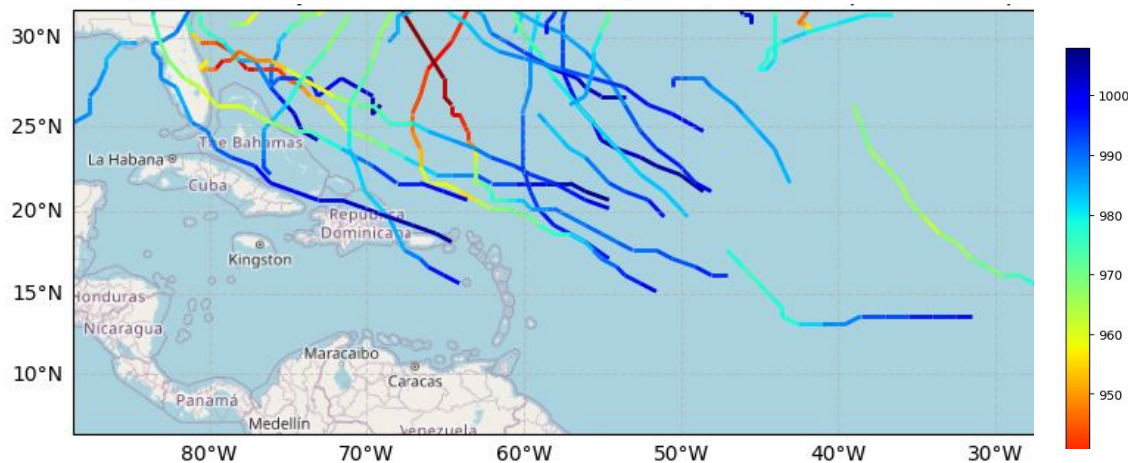 30°N
25°N
20°N
15°N
10°N
80°W
70°W
60°W
50°W
40°W
30°W
The Bahamas
La Habana
Cuba
República
Dominicana
Kingston
Honduras
Nicaragua
Maracaibo
Caracas
Panamá
Medellín
Venezuela
1000
990
980
970
960
950